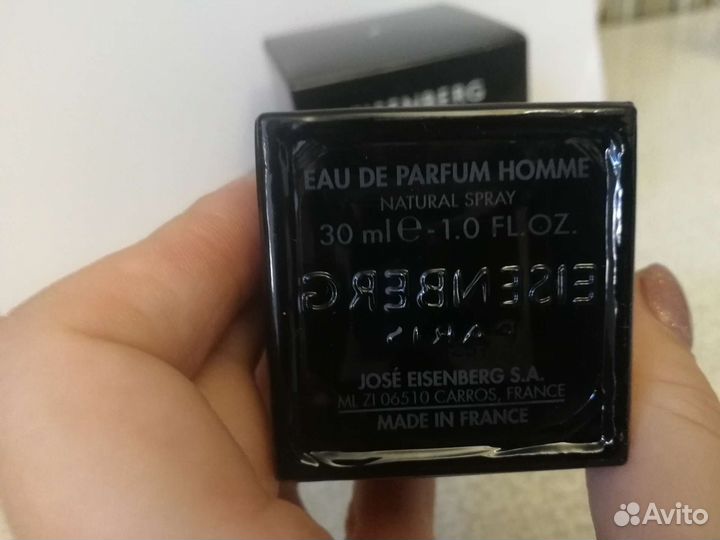 EISENBERG
EAU DE PARFUM HOMME
NATURAL SPRAY
30 ml e - 1.0 FL.OZ.
EISENBERG
PARIS
JOSÉ EISENBERG S.A.
ML ZI 06510 CARROS, FRANCE
MADE IN FRANCE
Avito